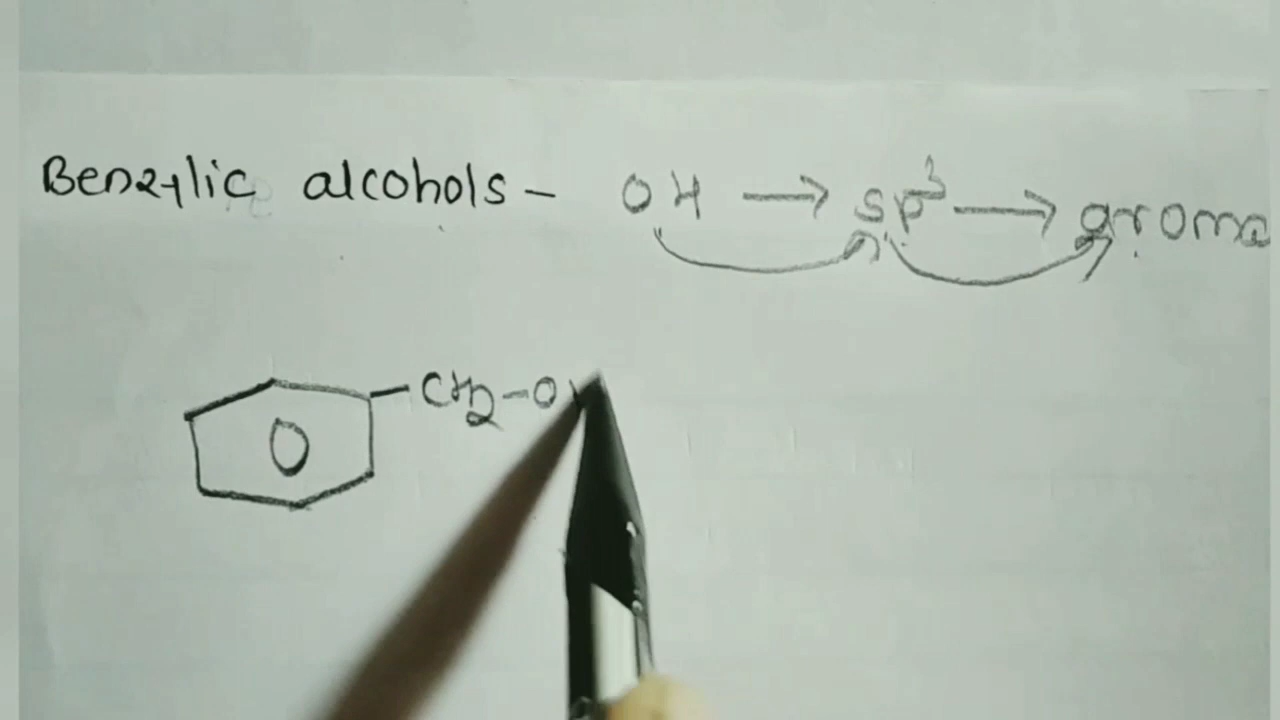 Benzylic alcohols - OH → sp³ → aroma
CH₂-O